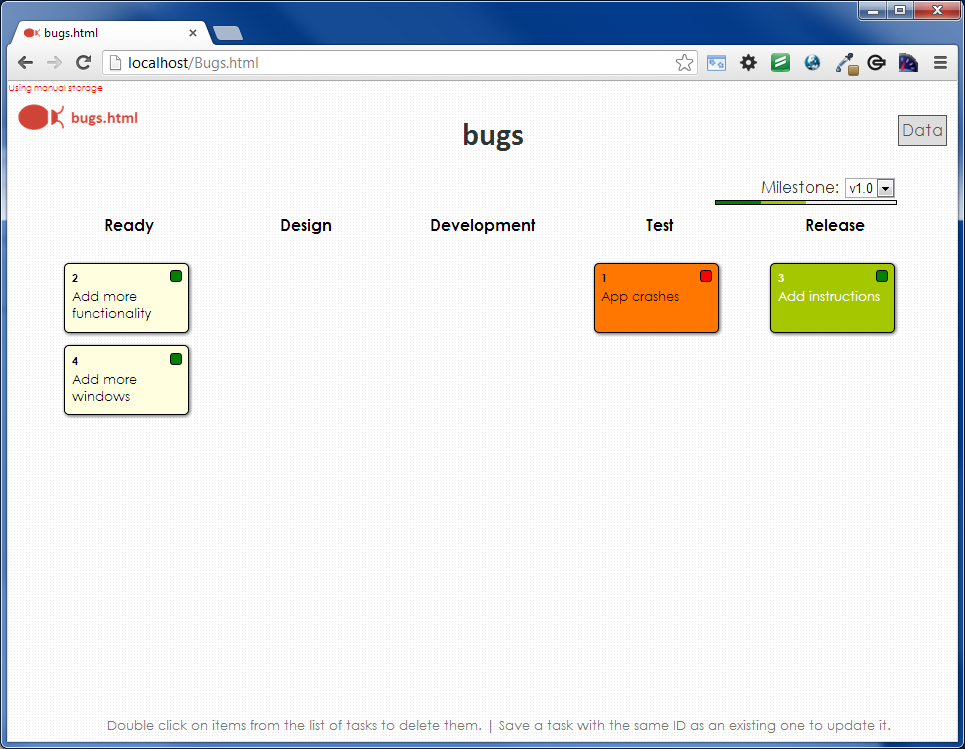 bugs.html
localhost/Bugs.html
Using manual storage
bugs.html
bugs
Data
Milestone: v1.0
Ready Design Development Test Release
2
Add more
functionality
1
App crashes
3
Add instructions
4
Add more
windows
Double click on items from the list of tasks to delete them. | Save a task with the same ID as an existing one to update it.